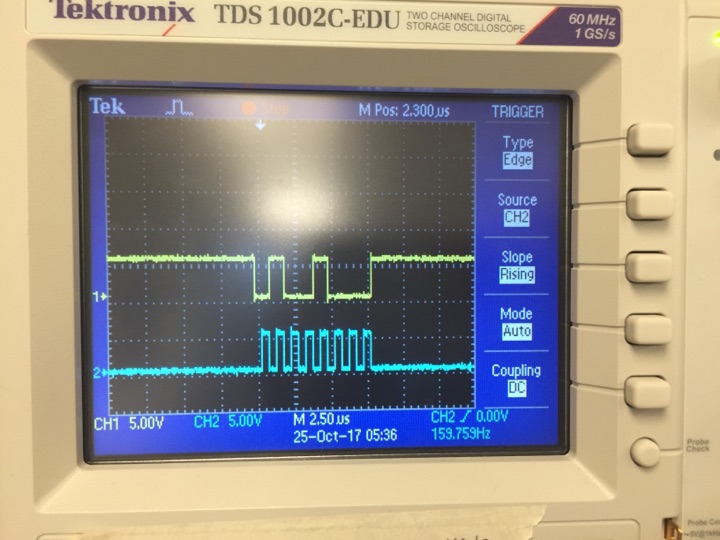 Tektronix TDS 1002C-EDU TWO CHANNEL DIGITAL STORAGE OSCILLOSCOPE
60 MHz
1 GS/s
Tek M Pos: 2.300µs TRIGGER
Type
Edge
Source
CH2
Slope
Rising
Mode
Auto
Coupling
DC
1
2
CH1 5.00V CH2 5.00V M 2.50µs CH2 0.00V
25-Oct-17 05:36 159.759Hz
Probe
Check
Probe